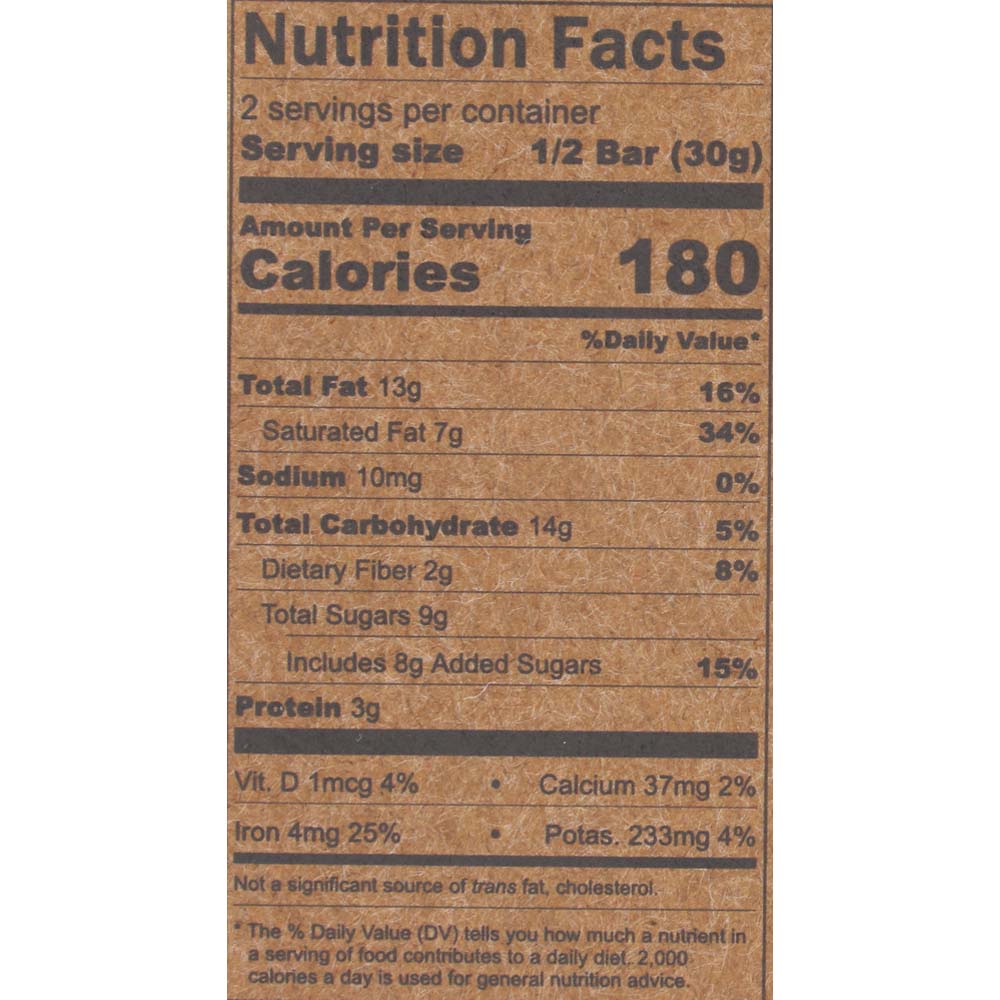 Nutrition Facts
2 servings per container
Serving size 1/2 Bar (30g)
Amount Per Serving
Calories 180
%Daily Value*
Total Fat 13g 16%
Saturated Fat 7g 34%
Sodium 10mg 0%
Total Carbohydrate 14g 5%
Dietary Fiber 2g 8%
Total Sugars 9g
Includes 8g Added Sugars 15%
Protein 3g
Vit. D 1mcg 4% • Calcium 37mg 2%
Iron 4mg 25% • Potas. 233mg 4%
Not a significant source of trans fat, cholesterol.
* The % Daily Value (DV) tells you how much a nutrient in
a serving of food contributes to a daily diet. 2,000
calories a day is used for general nutrition advice.